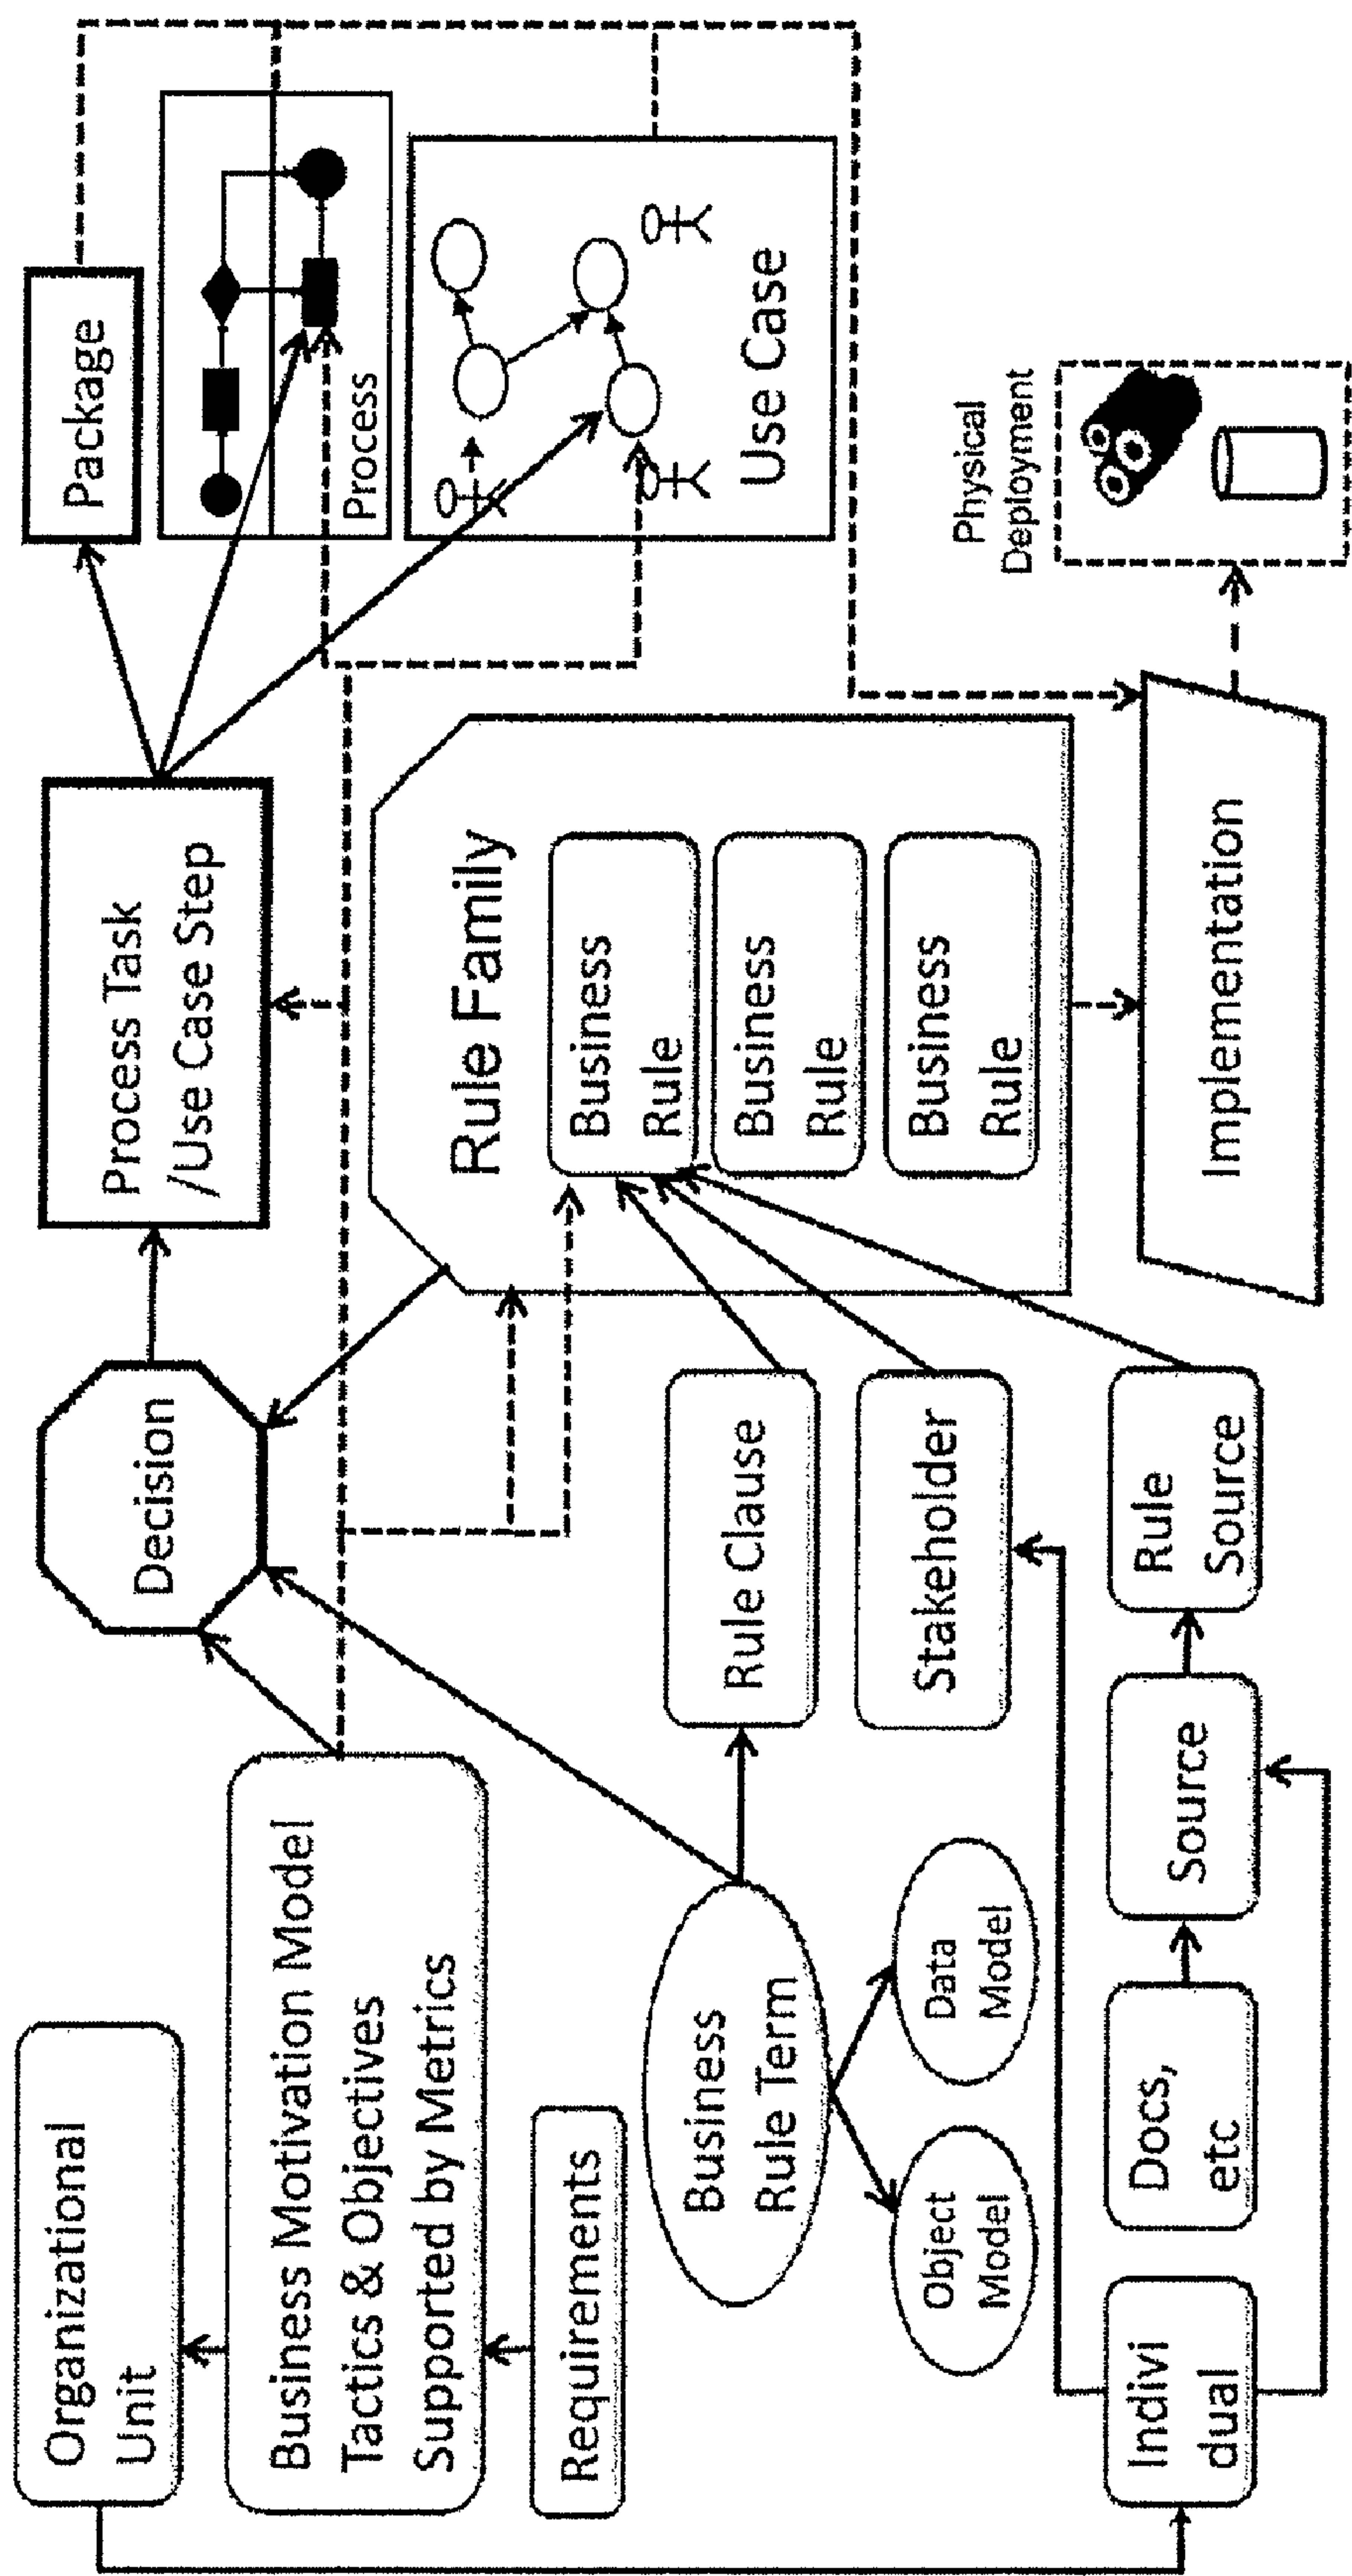 Organizational
Unit
Business Motivation Model
Tactics & Objectives
Supported by Metrics
Requirements
Decision
Process Task
/Use Case Step
Package
Process
Use Case
Rule Family
Business
Rule
Business
Rule
Business
Rule
Business
Rule Term
Object
Model
Data
Model
Rule Clause
Stakeholder
Indivi
dual
Docs,
etc
Source
Rule
Source
Implementation
Physical
Deployment